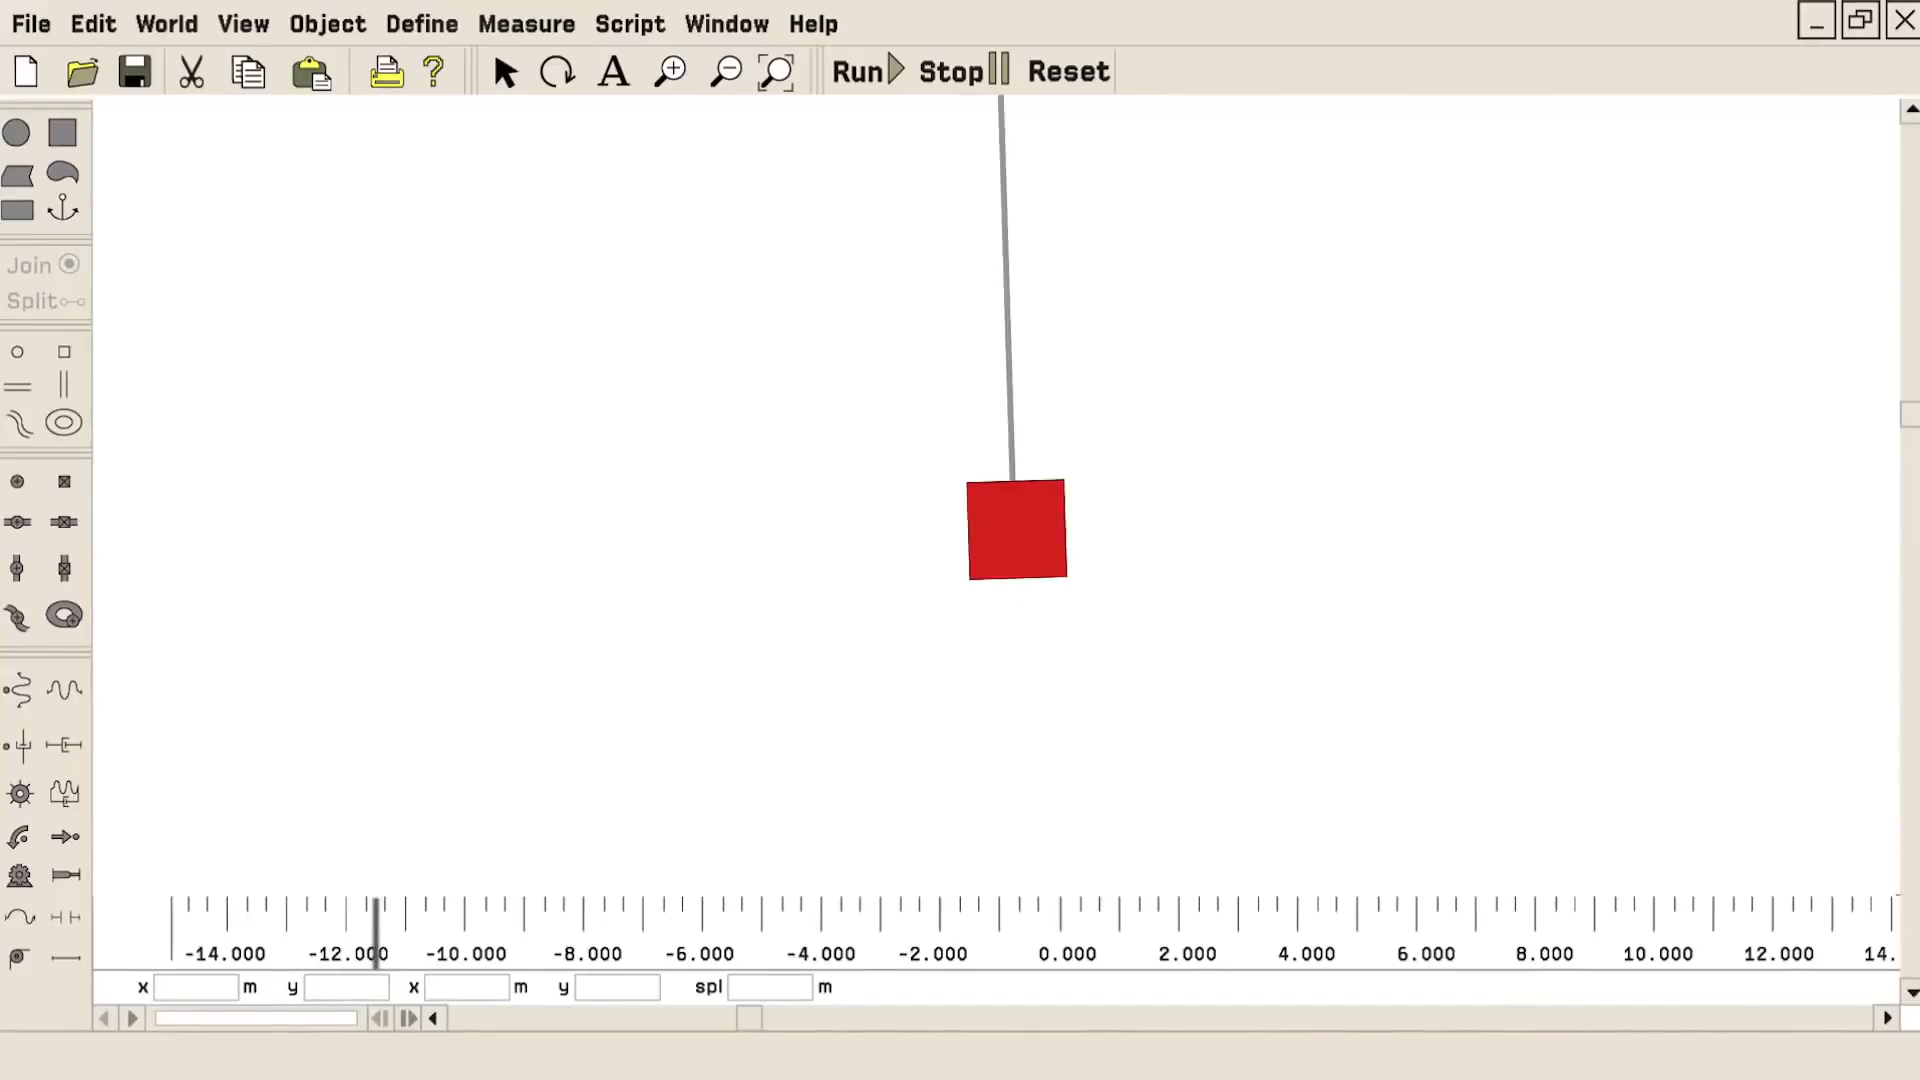 File Edit World View Object Define Measure Script Window Help
A Run Stop Reset
Join
Split
-14.000 -12.000 -10.000 -8.000 -6.000 -4.000 -2.000 0.000 2.000 4.000 6.000 8.000 10.000 12.000 14.
x m y x m y spl m